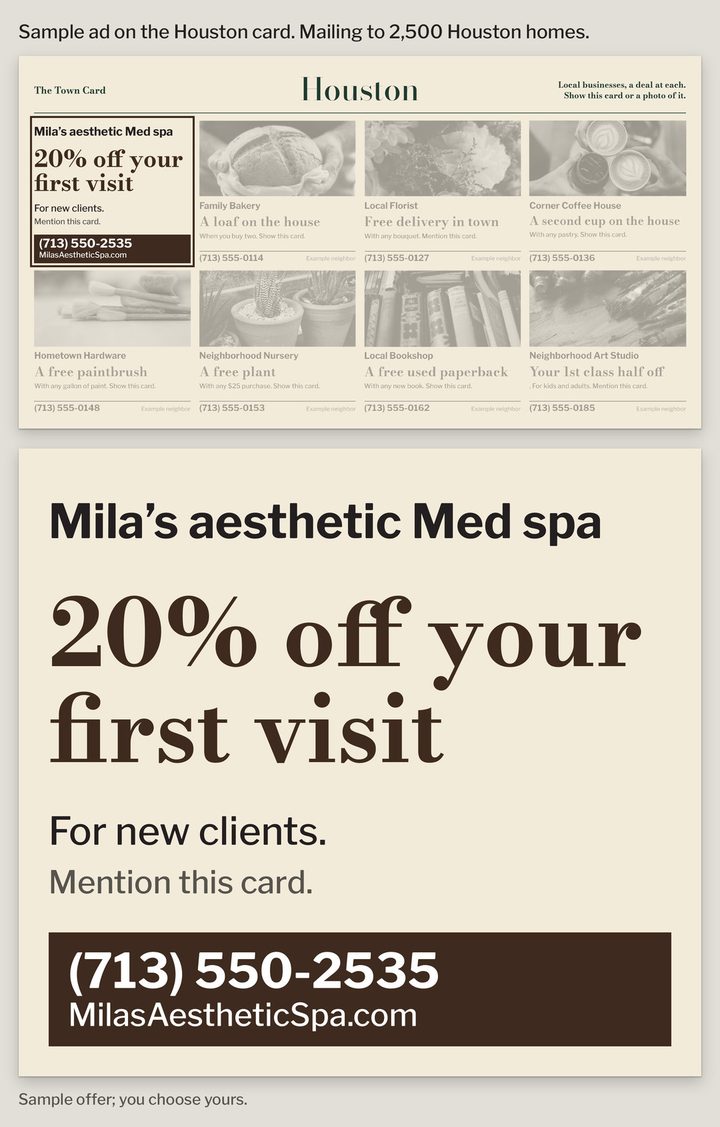 Sample ad on the Houston card. Mailing to 2,500 Houston homes.
The Town Card
Houston
Local businesses, a deal at each.
Show this card or a photo of it.
Mila’s aesthetic Med spa
20% off your
first visit
For new clients.
Mention this card.
(713) 550-2535
MilasAestheticSpa.com
Family Bakery
A loaf on the house
When you buy two. Show this card.
(713) 555-0114
Example neighbor
Local Florist
Free delivery in town
With any bouquet. Mention this card.
(713) 555-0127
Example neighbor
Corner Coffee House
A second cup on the house
With any pastry. Show this card.
(713) 555-0136
Example neighbor
Hometown Hardware
A free paintbrush
With any gallon of paint. Show this card.
(713) 555-0148
Example neighbor
Neighborhood Nursery
A free plant
With any $25 purchase. Show this card.
(713) 555-0153
Example neighbor
Local Bookshop
A free used paperback
With any new book. Show this card.
(713) 555-0162
Example neighbor
Neighborhood Art Studio
Your 1st class half off
For kids and adults. Mention this card.
(713) 555-0185
Example neighbor
Mila’s aesthetic Med spa
20% off your
first visit
For new clients.
Mention this card.
(713) 550-2535
MilasAestheticSpa.com
Sample offer; you choose yours.